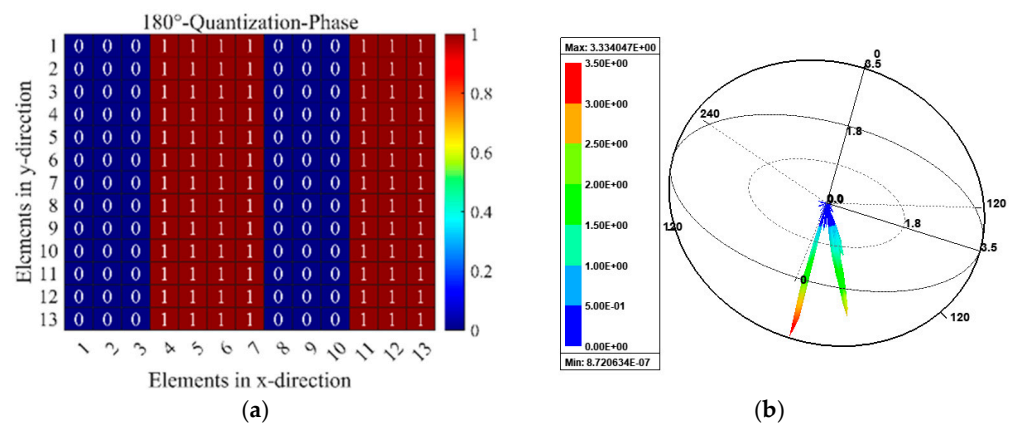 180°-Quantization-Phase
Elements in y-direction
1 0 0 0 1 1 1 1 0 0 0 1 1 1
2 0 0 0 1 1 1 1 0 0 0 1 1 1
3 0 0 0 1 1 1 1 0 0 0 1 1 1
4 0 0 0 1 1 1 1 0 0 0 1 1 1
5 0 0 0 1 1 1 1 0 0 0 1 1 1
6 0 0 0 1 1 1 1 0 0 0 1 1 1
7 0 0 0 1 1 1 1 0 0 0 1 1 1
8 0 0 0 1 1 1 1 0 0 0 1 1 1
9 0 0 0 1 1 1 1 0 0 0 1 1 1
10 0 0 0 1 1 1 1 0 0 0 1 1 1
11 0 0 0 1 1 1 1 0 0 0 1 1 1
12 0 0 0 1 1 1 1 0 0 0 1 1 1
13 0 0 0 1 1 1 1 0 0 0 1 1 1
1 2 3 4 5 6 7 8 9 10 11 12 13
Elements in x-direction
1
0.8
0.6
0.4
0.2
0
(a)
Max: 3.334047E+00
3.50E+00
3.00E+00
2.50E+00
2.00E+00
1.50E+00
1.00E+00
5.00E-01
0.00E+00
Min: 8.720634E-07
0
3.5
240
1.8
0.0
120
1.8
120
3.5
0
120
(b)